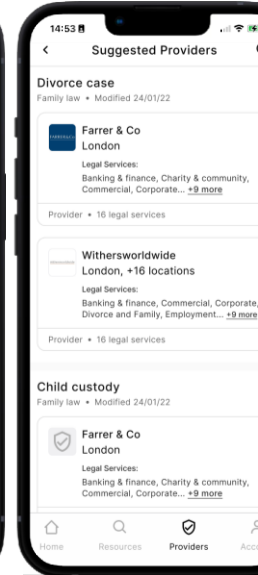 14:53
Suggested Providers
Divorce case
Family law • Modified 24/01/22
Farrer & Co
London
Legal Services:
Banking & finance, Charity & community,
Commercial, Corporate... +9 more
Provider • 16 legal services
Withersworldwide
London, +16 locations
Legal Services:
Banking & finance, Commercial, Corporate,
Divorce and Family, Employment... +9 more
Provider • 16 legal services
Child custody
Family law • Modified 24/01/22
Farrer & Co
London
Legal Services:
Banking & finance, Charity & community,
Commercial, Corporate... +9 more
Home Resources Providers Acc